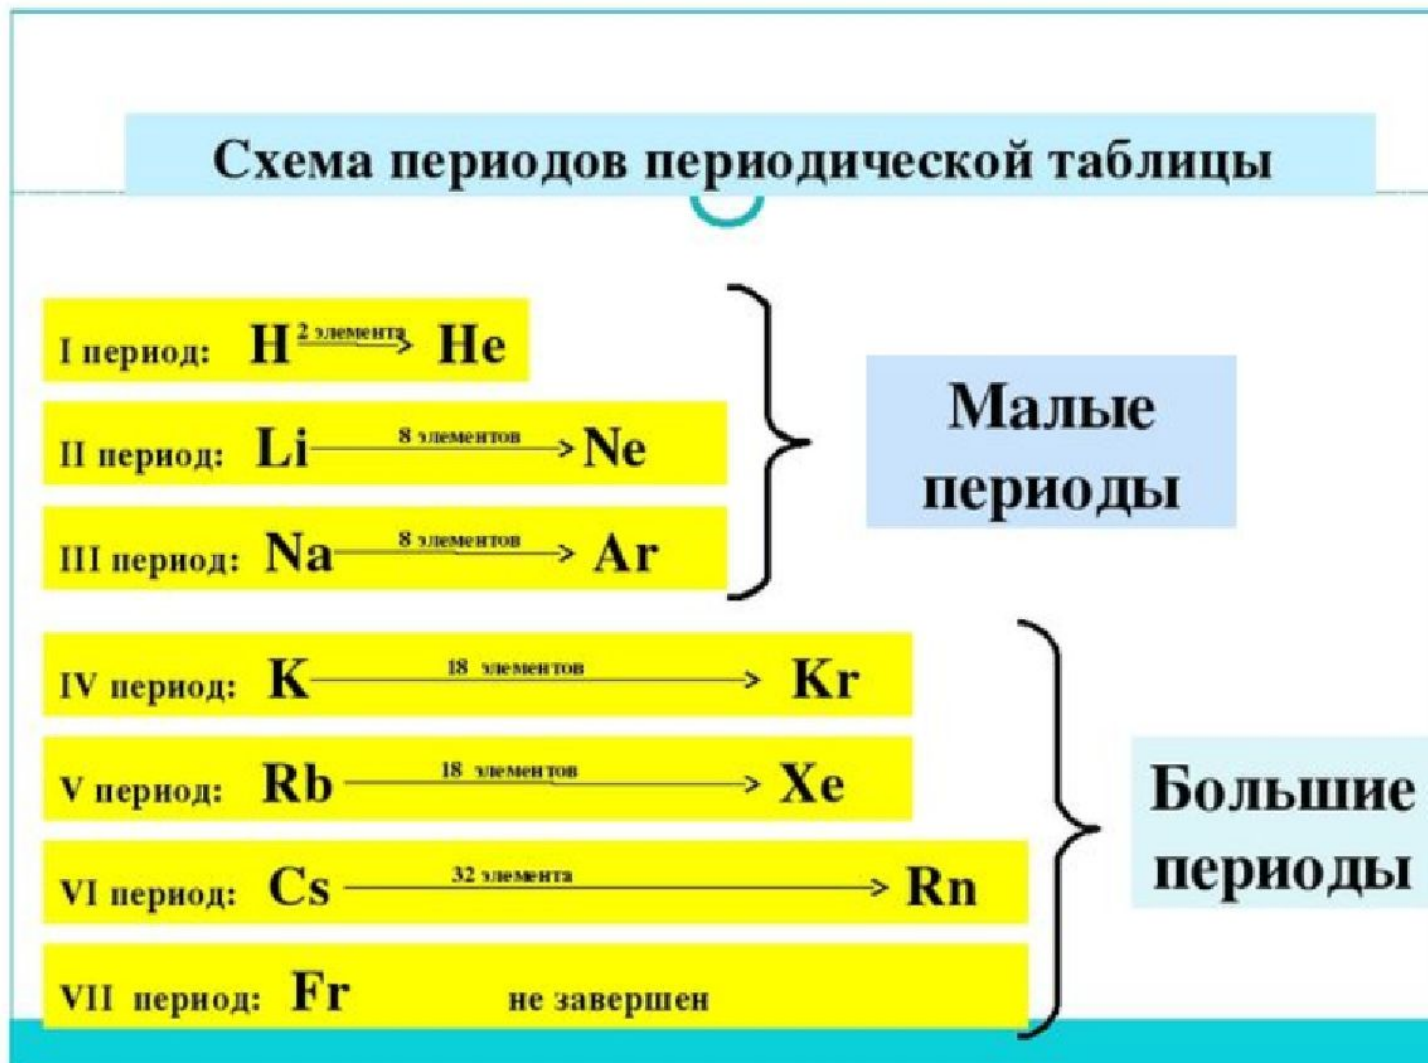 Схема периодов периодической таблицы
I период: H 2 элемента He
II период: Li 8 элементов Ne
III период: Na 8 элементов Ar
Малые
периоды
IV период: K 18 элементов Kr
V период: Rb 18 элементов Xe
VI период: Cs 32 элемента Rn
VII период: Fr не завершен
Большие
периоды